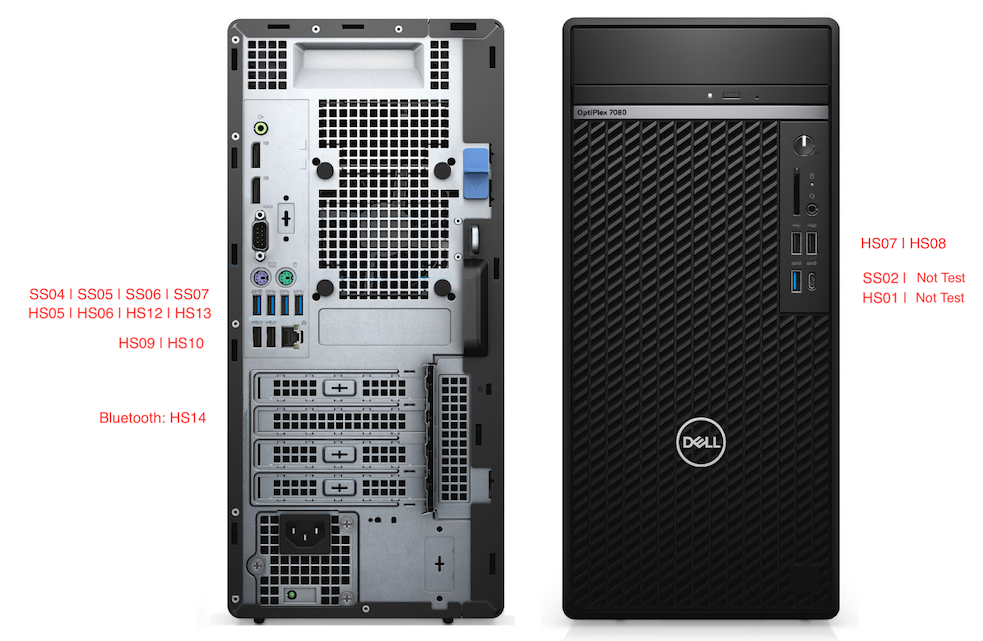 OptiPlex 7080
HS07 | HS08
SS02 | Not Test
HS01 | Not Test
SS04 | SS05 | SS06 | SS07
HS05 | HS06 | HS12 | HS13
HS09 | HS10
Bluetooth: HS14
DELL